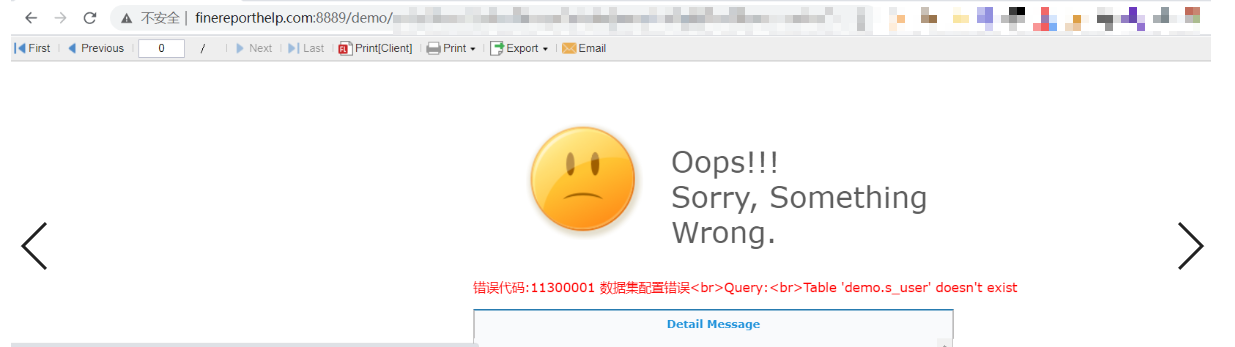 不安全 | finereporthelp.com:8889/demo/
First | Previous | 0 / | Next | Last | Print[Client] | Print | Export | Email
Oops!!!
Sorry, Something
Wrong.
错误代码:11300001 数据集配置错误<br>Query:<br>Table 'demo.s_user' doesn't exist
Detail Message